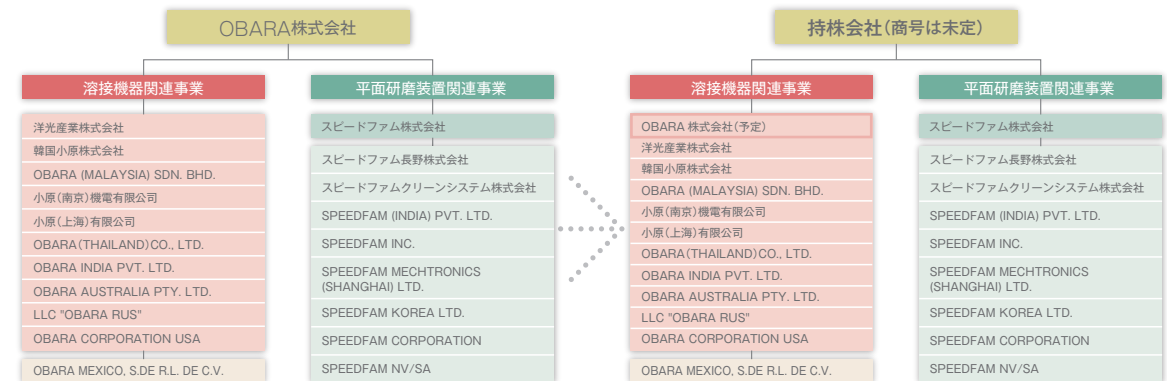 OBARA株式会社
溶接機器関連事業
洋光産業株式会社
韓国小原株式会社
OBARA (MALAYSIA) SDN. BHD.
小原(南京)機電有限公司
小原(上海)有限公司
OBARA(THAILAND)CO., LTD.
OBARA INDIA PVT. LTD.
OBARA AUSTRALIA PTY. LTD.
LLC "OBARA RUS"
OBARA CORPORATION USA
OBARA MEXICO, S.DE R.L. DE C.V.
平面研磨装置関連事業
スピードファム株式会社
スピードファム長野株式会社
スピードファムクリーンシステム株式会社
SPEEDFAM (INDIA) PVT. LTD.
SPEEDFAM INC.
SPEEDFAM MECHTRONICS
(SHANGHAI) LTD.
SPEEDFAM KOREA LTD.
SPEEDFAM CORPORATION
SPEEDFAM NV/SA
持株会社(商号は未定)
溶接機器関連事業
OBARA 株式会社(予定)
洋光産業株式会社
韓国小原株式会社
OBARA (MALAYSIA) SDN. BHD.
小原(南京)機電有限公司
小原(上海)有限公司
OBARA(THAILAND)CO., LTD.
OBARA INDIA PVT. LTD.
OBARA AUSTRALIA PTY. LTD.
LLC "OBARA RUS"
OBARA CORPORATION USA
OBARA MEXICO, S.DE R.L. DE C.V.
平面研磨装置関連事業
スピードファム株式会社
スピードファム長野株式会社
スピードファムクリーンシステム株式会社
SPEEDFAM (INDIA) PVT. LTD.
SPEEDFAM INC.
SPEEDFAM MECHTRONICS
(SHANGHAI) LTD.
SPEEDFAM KOREA LTD.
SPEEDFAM CORPORATION
SPEEDFAM NV/SA